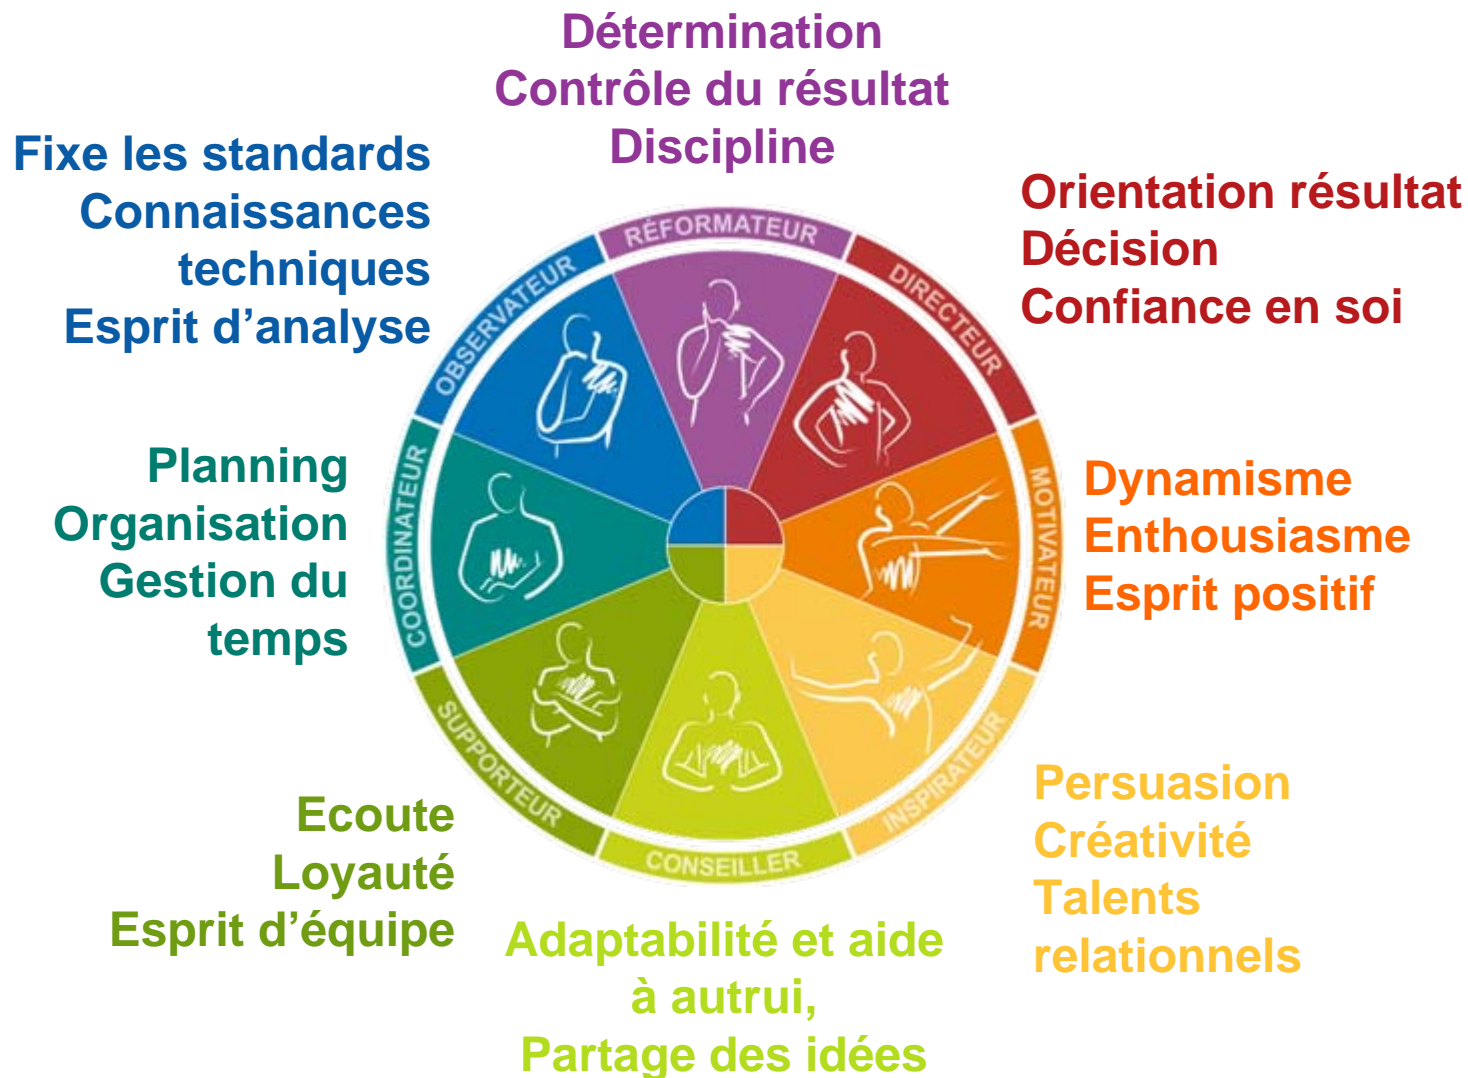 Détermination
Contrôle du résultat
Discipline
Fixe les standards
Connaissances
techniques
Esprit d’analyse
Orientation résultat
Décision
Confiance en soi
RÉFORMATEUR
DIRECTEUR
OBSERVATEUR
MOTIVATEUR
COORDINATEUR
Planning
Organisation
Gestion du
temps
Dynamisme
Enthousiasme
Esprit positif
SUPPORTEUR
CONSEILLER
INSPIRATEUR
Ecoute
Loyauté
Esprit d’équipe
Persuasion
Créativité
Talents
relationnels
Adaptabilité et aide
à autrui,
Partage des idées